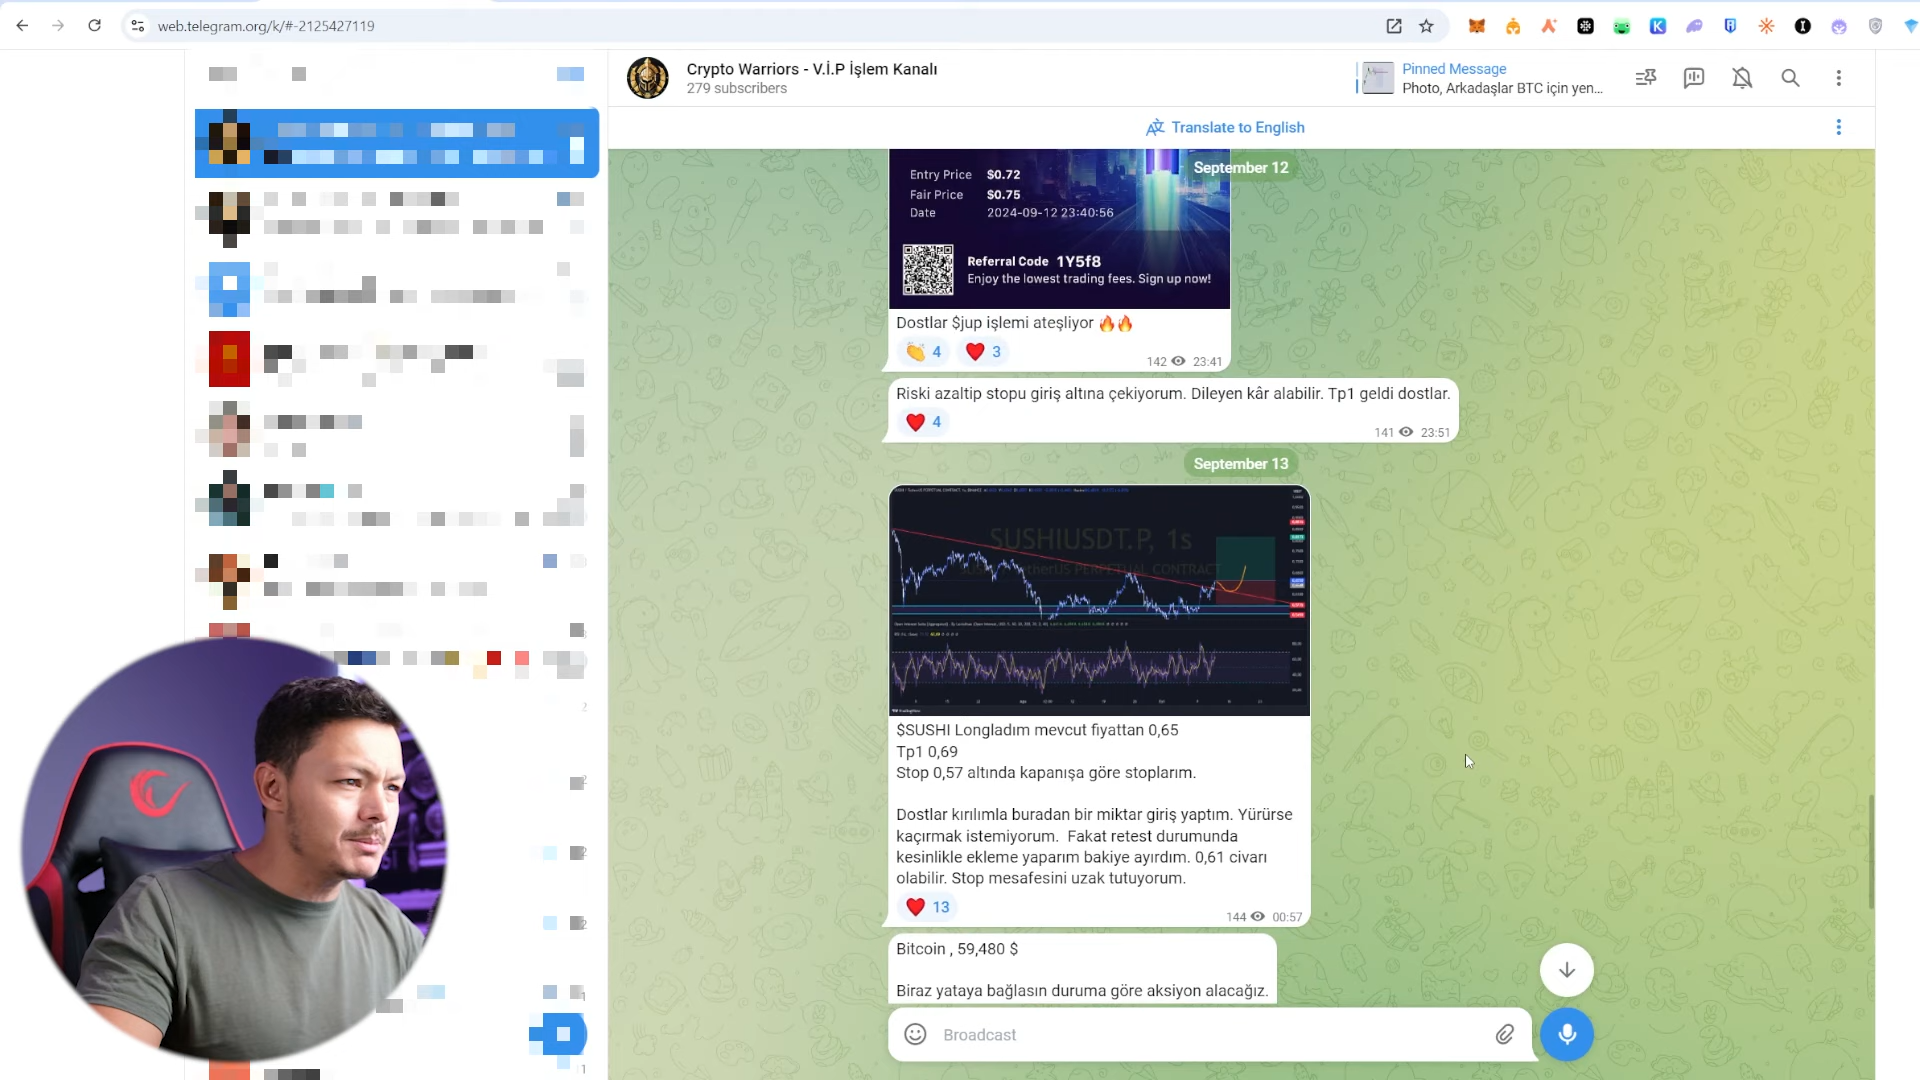 web.telegram.org/k/#-2125427119
Crypto Warriors - V.İ.P İşlem Kanalı
279 subscribers
Pinned Message
Photo, Arkadaşlar BTC için yen...
Translate to English
September 12
Entry Price $0.72
Fair Price $0.75
Date 2024-09-12 23:40:56
Referral Code 1Y5f8
Enjoy the lowest trading fees. Sign up now!
Dostlar $jup işlemi ateşliyor 🔥🔥
👏 4 ❤️ 3
142 23:41
Riski azaltip stopu giriş altına çekiyorum. Dileyen kâr alabilir. Tp1 geldi dostlar.
❤️ 4
141 23:51
September 13
SUSHIUSDT.P, 1s
PERPETUAL CONTRACT
$SUSHI Longladım mevcut fiyattan 0,65
Tp1 0,69
Stop 0,57 altında kapanışa göre stoplarım.
Dostlar kırılımla buradan bir miktar giriş yaptım. Yürürse
kaçırmak istemiyorum. Fakat retest durumunda
kesinlikle ekleme yaparım bakiye ayırdım. 0,61 civarı
olabilir. Stop mesafesini uzak tutuyorum.
❤️ 13
144 00:57
Bitcoin , 59,480 $
Biraz yataya bağlasın duruma göre aksiyon alacağız.
Broadcast